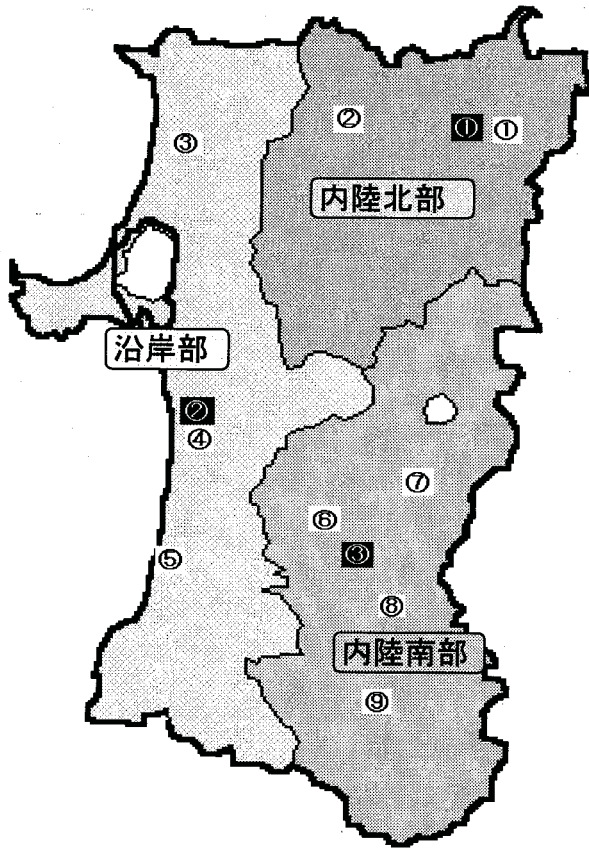 ② ❶ ①
③
内陸北部
沿岸部
❷
④
⑦
⑥
⑤ ❸
⑧
内陸南部
⑨